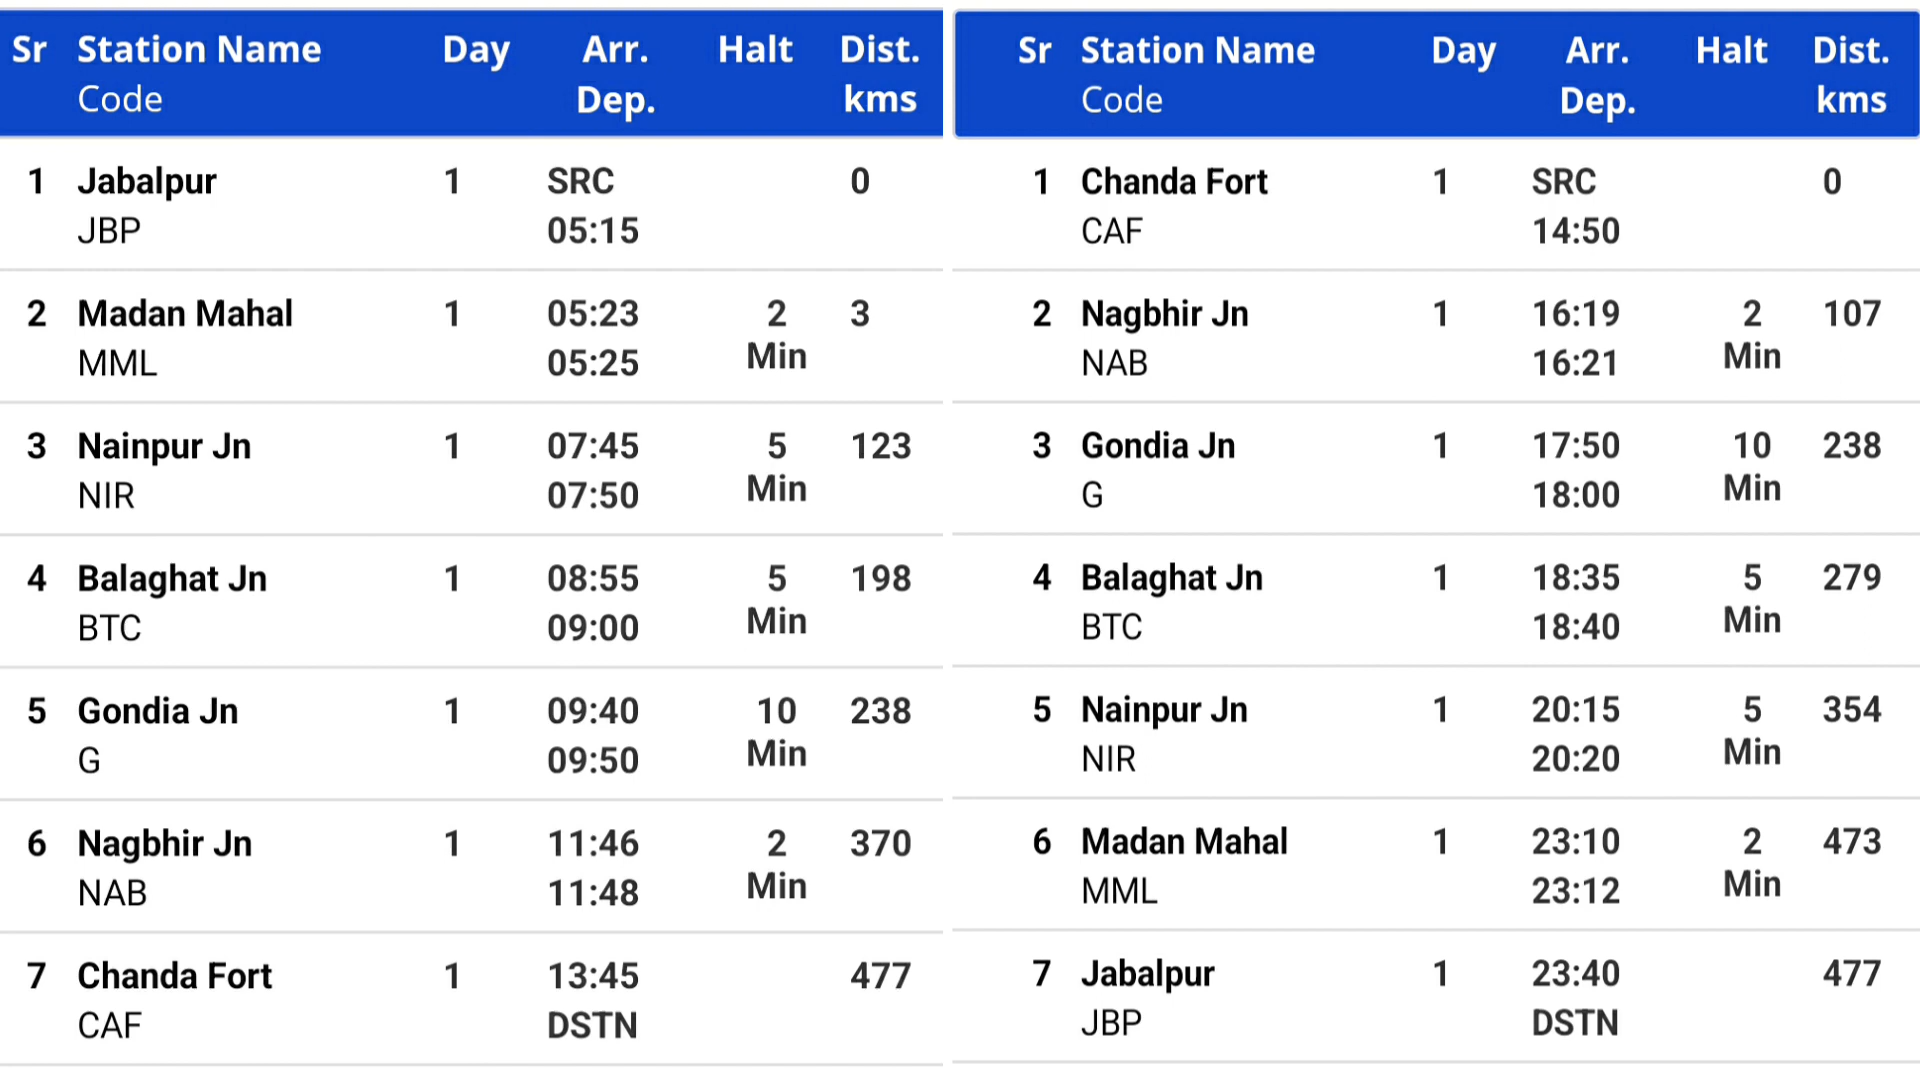 Sr Station Name Day Arr. Halt Dist.
Code Dep. kms
1 Jabalpur 1 SRC 0
JBP 05:15
2 Madan Mahal 1 05:23 2 3
MML 05:25 Min
3 Nainpur Jn 1 07:45 5 123
NIR 07:50 Min
4 Balaghat Jn 1 08:55 5 198
BTC 09:00 Min
5 Gondia Jn 1 09:40 10 238
G 09:50 Min
6 Nagbhir Jn 1 11:46 2 370
NAB 11:48 Min
7 Chanda Fort 1 13:45 477
CAF DSTN
Sr Station Name Day Arr. Halt Dist.
Code Dep. kms
1 Chanda Fort 1 SRC 0
CAF 14:50
2 Nagbhir Jn 1 16:19 2 107
NAB 16:21 Min
3 Gondia Jn 1 17:50 10 238
G 18:00 Min
4 Balaghat Jn 1 18:35 5 279
BTC 18:40 Min
5 Nainpur Jn 1 20:15 5 354
NIR 20:20 Min
6 Madan Mahal 1 23:10 2 473
MML 23:12 Min
7 Jabalpur 1 23:40 477
JBP DSTN